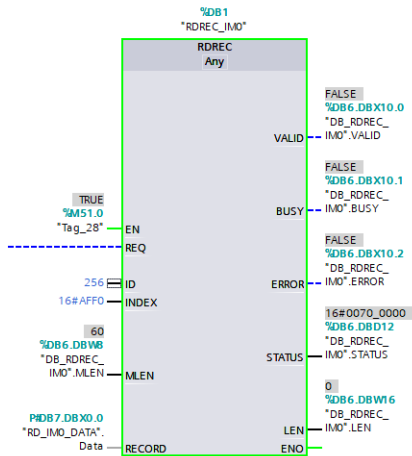 %DB1
"RDREC_IM0"
RDREC
Any
FALSE
%DB6.DBX10.0
"DB_RDREC_
IM0".VALID
VALID
FALSE
%DB6.DBX10.1
"DB_RDREC_
IM0".BUSY
BUSY
TRUE
%M51.0
"Tag_28"
EN
REQ
FALSE
%DB6.DBX10.2
"DB_RDREC_
IM0".ERROR
ERROR
256
ID
16#AFF0
INDEX
16#0070_0000
%DB6.DBD12
"DB_RDREC_
IM0".STATUS
STATUS
60
%DB6.DBW8
"DB_RDREC_
IM0".MLEN
MLEN
0
%DB6.DBW16
"DB_RDREC_
IM0".LEN
LEN
P#DB7.DBX0.0
"RD_IM0_DATA".
Data
RECORD
ENO